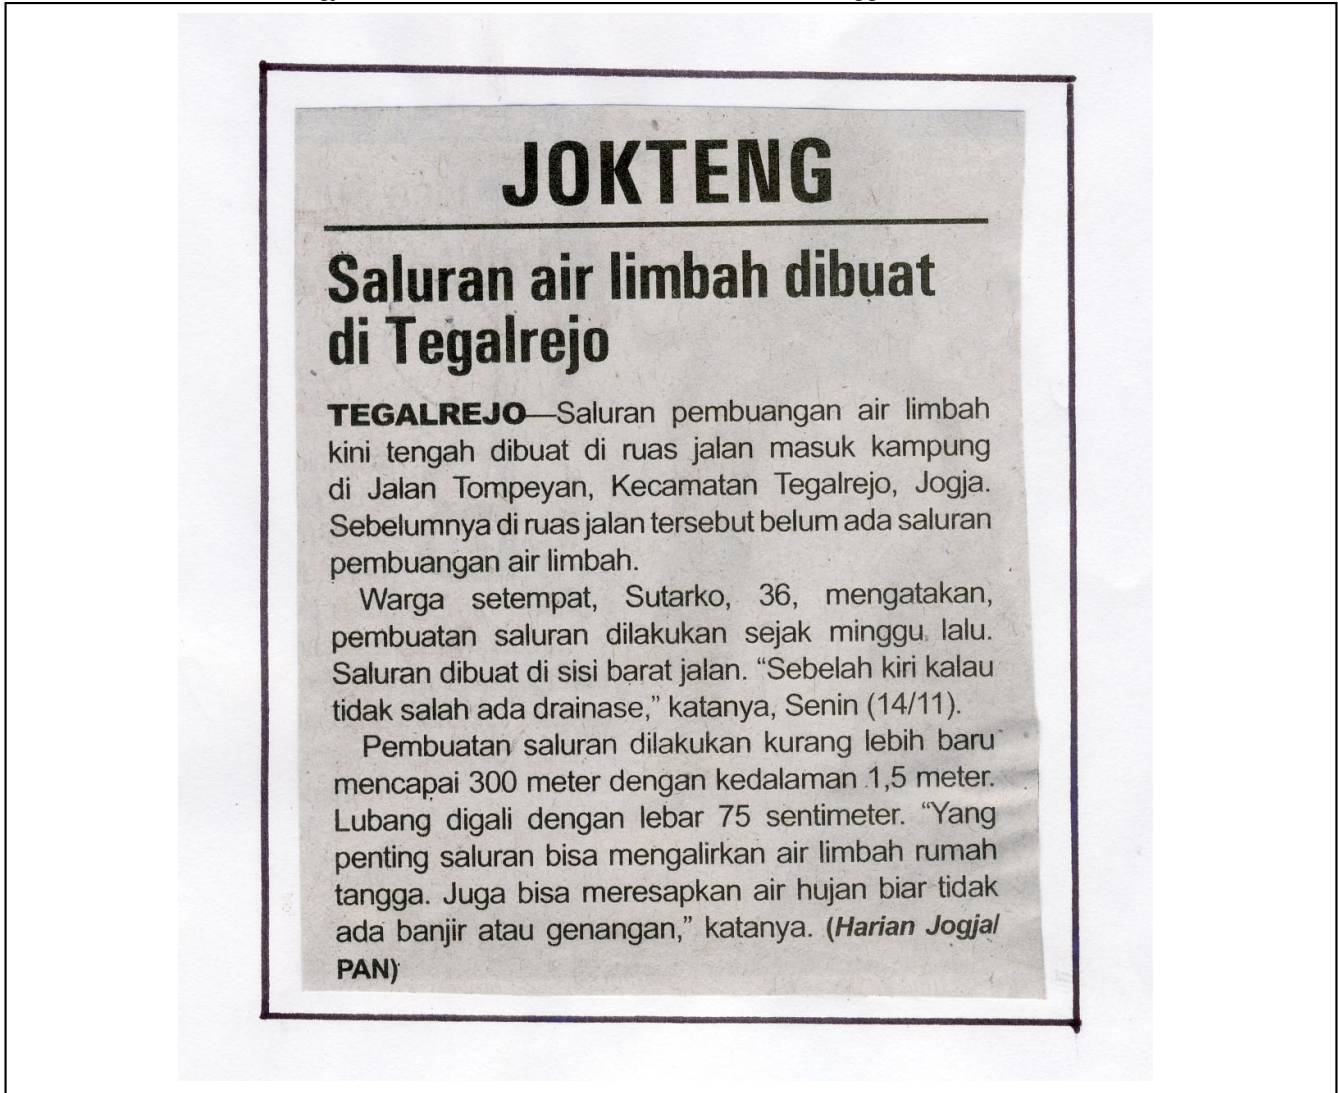 JOKTENG
Saluran air limbah dibuat
di Tegalrejo
TEGALREJO—Saluran pembuangan air limbah
kini tengah dibuat di ruas jalan masuk kampung
di Jalan Tompeyan, Kecamatan Tegalrejo, Jogja.
Sebelumnya di ruas jalan tersebut belum ada saluran
pembuangan air limbah.
Warga setempat, Sutarko, 36, mengatakan,
pembuatan saluran dilakukan sejak minggu lalu.
Saluran dibuat di sisi barat jalan. “Sebelah kiri kalau
tidak salah ada drainase,” katanya, Senin (14/11).
Pembuatan saluran dilakukan kurang lebih baru
mencapai 300 meter dengan kedalaman 1,5 meter.
Lubang digali dengan lebar 75 sentimeter. “Yang
penting saluran bisa mengalirkan air limbah rumah
tangga. Juga bisa meresapkan air hujan biar tidak
ada banjir atau genangan,” katanya. (Harian Jogja/
PAN)